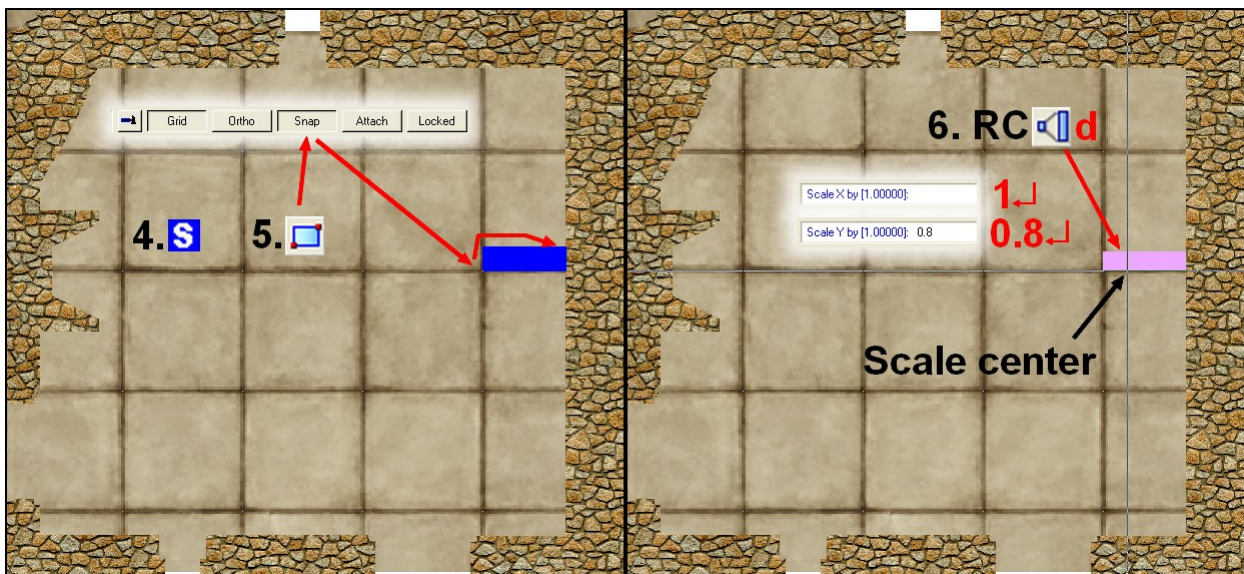 Grid Ortho Snap Attach Locked
4. S 5.
6. RC d
Scale X by [1.00000]: 1↵
Scale Y by [1.00000]: 0.8 0.8↵
Scale center